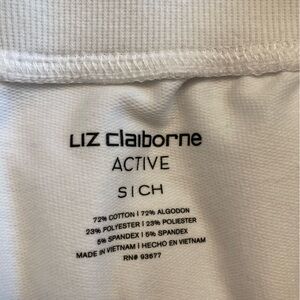 LIZ claiborne
ACTIVE
S I CH
72% COTTON I 72% ALGODON
23% POLYESTER I 23% POLIESTER
5% SPANDEX I 5% SPANDEX
MADE IN VIETNAM I HECHO EN VIETNAM
RN# 93677